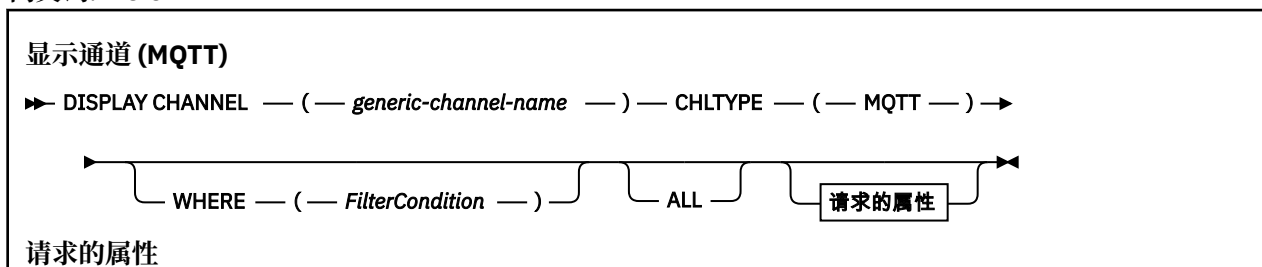 显示通道 (MQTT)
DISPLAY CHANNEL ( generic-channel-name ) CHLTYPE ( MQTT )
WHERE ( FilterCondition ) ALL 请求的属性
请求的属性